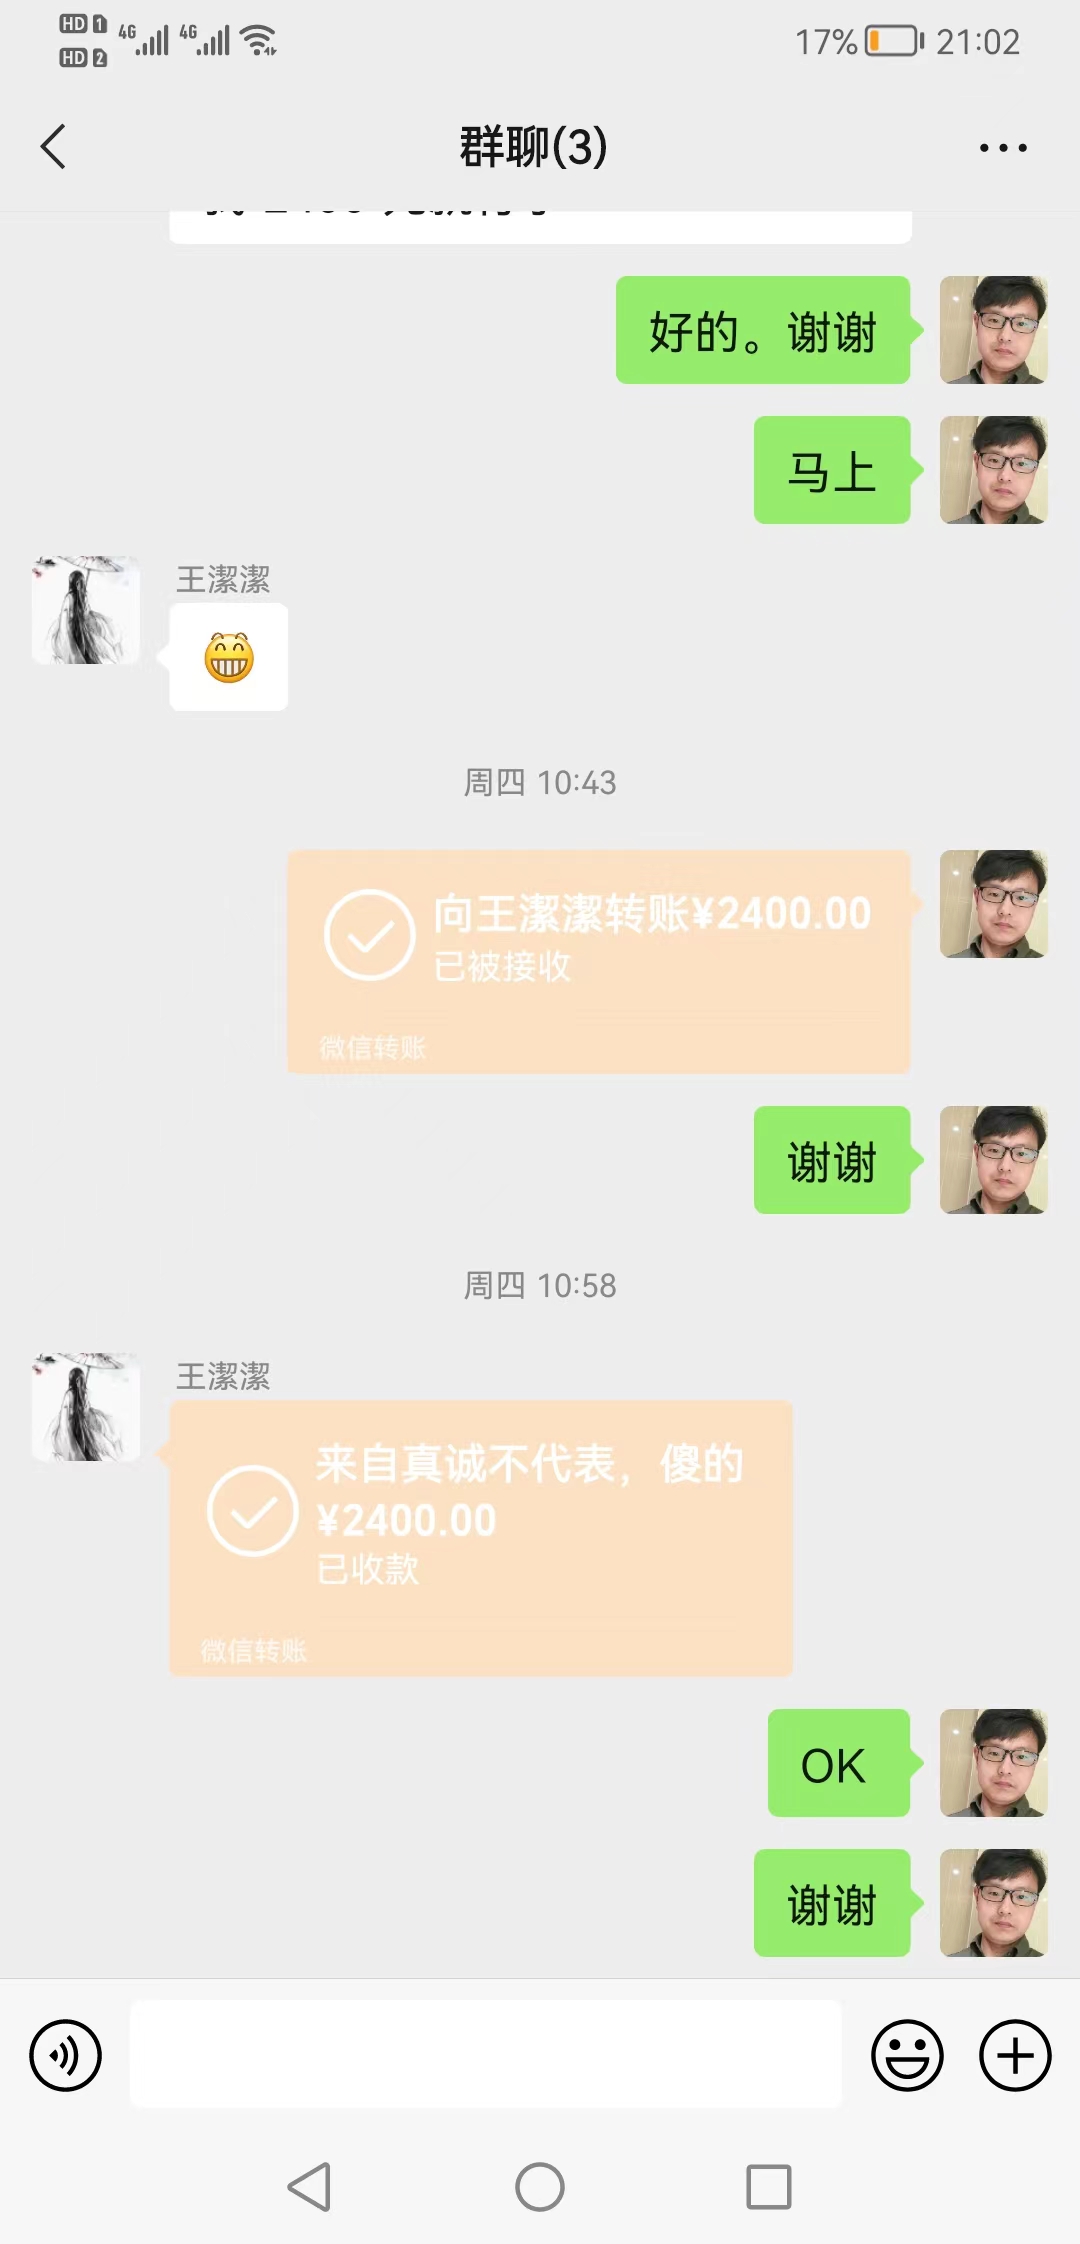 HD 1 4G 4G
HD 2
17% 21:02
群聊(3)
好的。谢谢
马上
王潔潔
周四 10:43
向王潔潔转账¥2400.00
已被接收
微信转账
谢谢
周四 10:58
王潔潔
来自真诚不代表，傻的
¥2400.00
已收款
微信转账
OK
谢谢